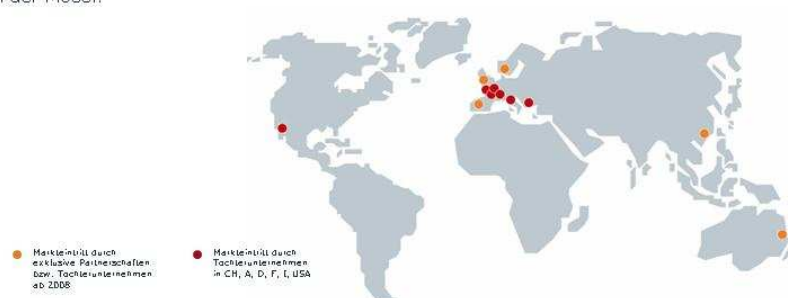 Markteintritt durch
exklusive Partnerschaften
bzw. Tochterunternehmen
ab 2008
Markteintritt durch
Tochterunternehmen
in CH, A, D, F, I, USA